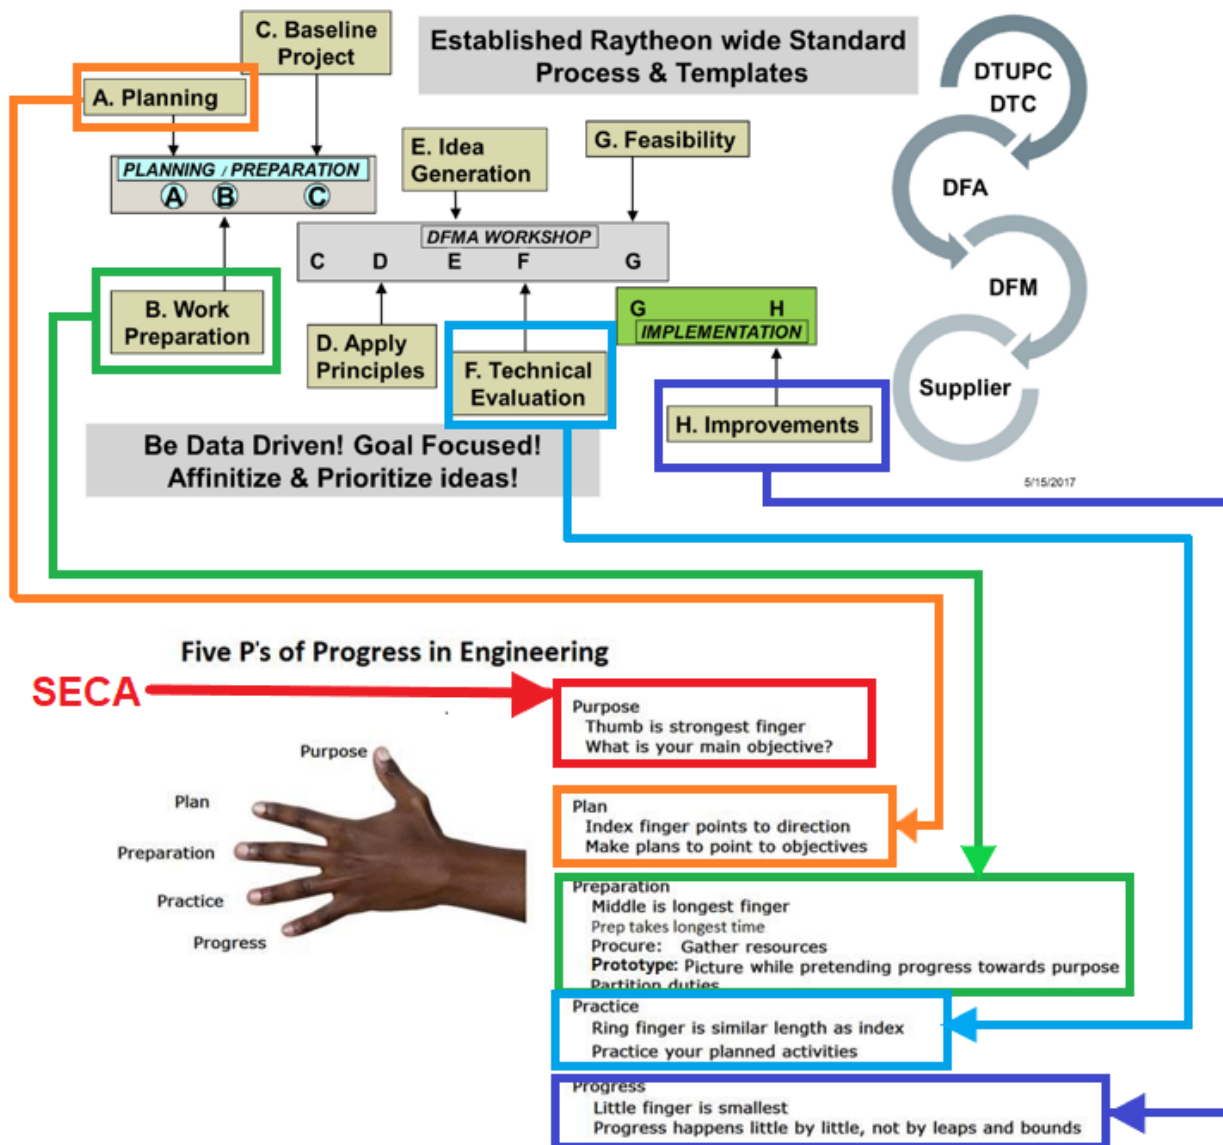 C. Baseline
Project
Established Raytheon wide Standard
Process & Templates
A. Planning
DTUPC
DTC
E. Idea
Generation
G. Feasibility
PLANNING / PREPARATION
A B C
DFA
DFMA WORKSHOP
C D E F G
DFM
B. Work
Preparation
G H
IMPLEMENTATION
D. Apply
Principles
F. Technical
Evaluation
Supplier
H. Improvements
Be Data Driven! Goal Focused!
Affinitize & Prioritize ideas!
5/15/2017
Five P's of Progress in Engineering
SECA
Purpose
Plan
Preparation
Practice
Progress
Purpose
Thumb is strongest finger
What is your main objective?
Plan
Index finger points to direction
Make plans to point to objectives
Preparation
Middle is longest finger
Prep takes longest time
Procure: Gather resources
Prototype: Picture while pretending progress towards purpose
Partition duties
Practice
Ring finger is similar length as index
Practice your planned activities
Progress
Little finger is smallest
Progress happens little by little, not by leaps and bounds